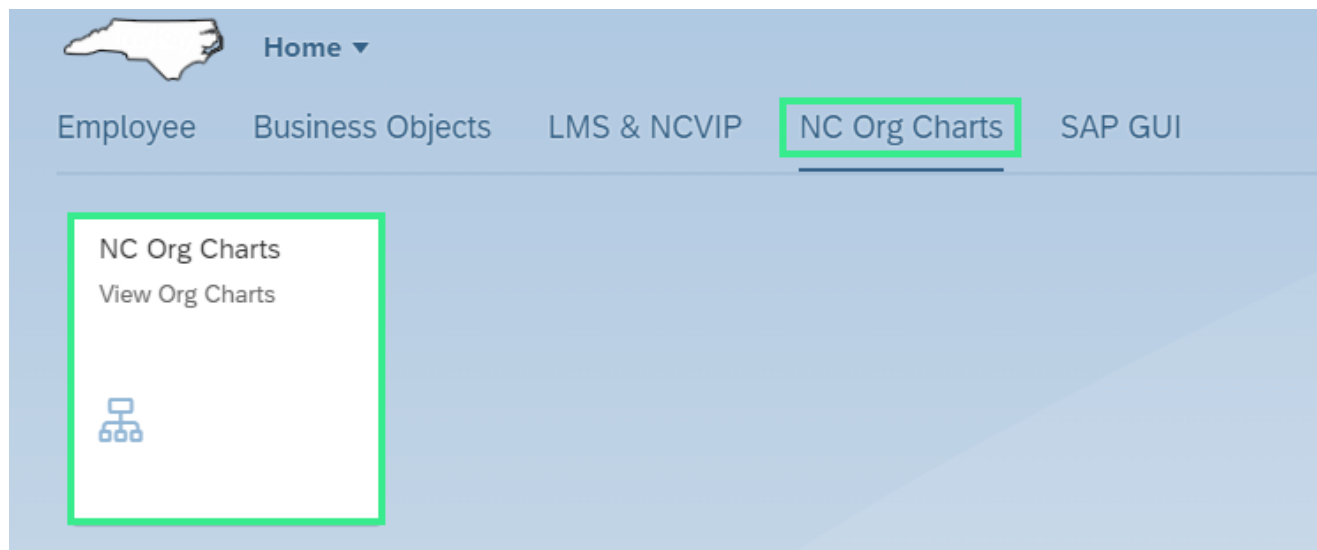 Home
Employee Business Objects LMS & NCVIP NC Org Charts SAP GUI
NC Org Charts
View Org Charts